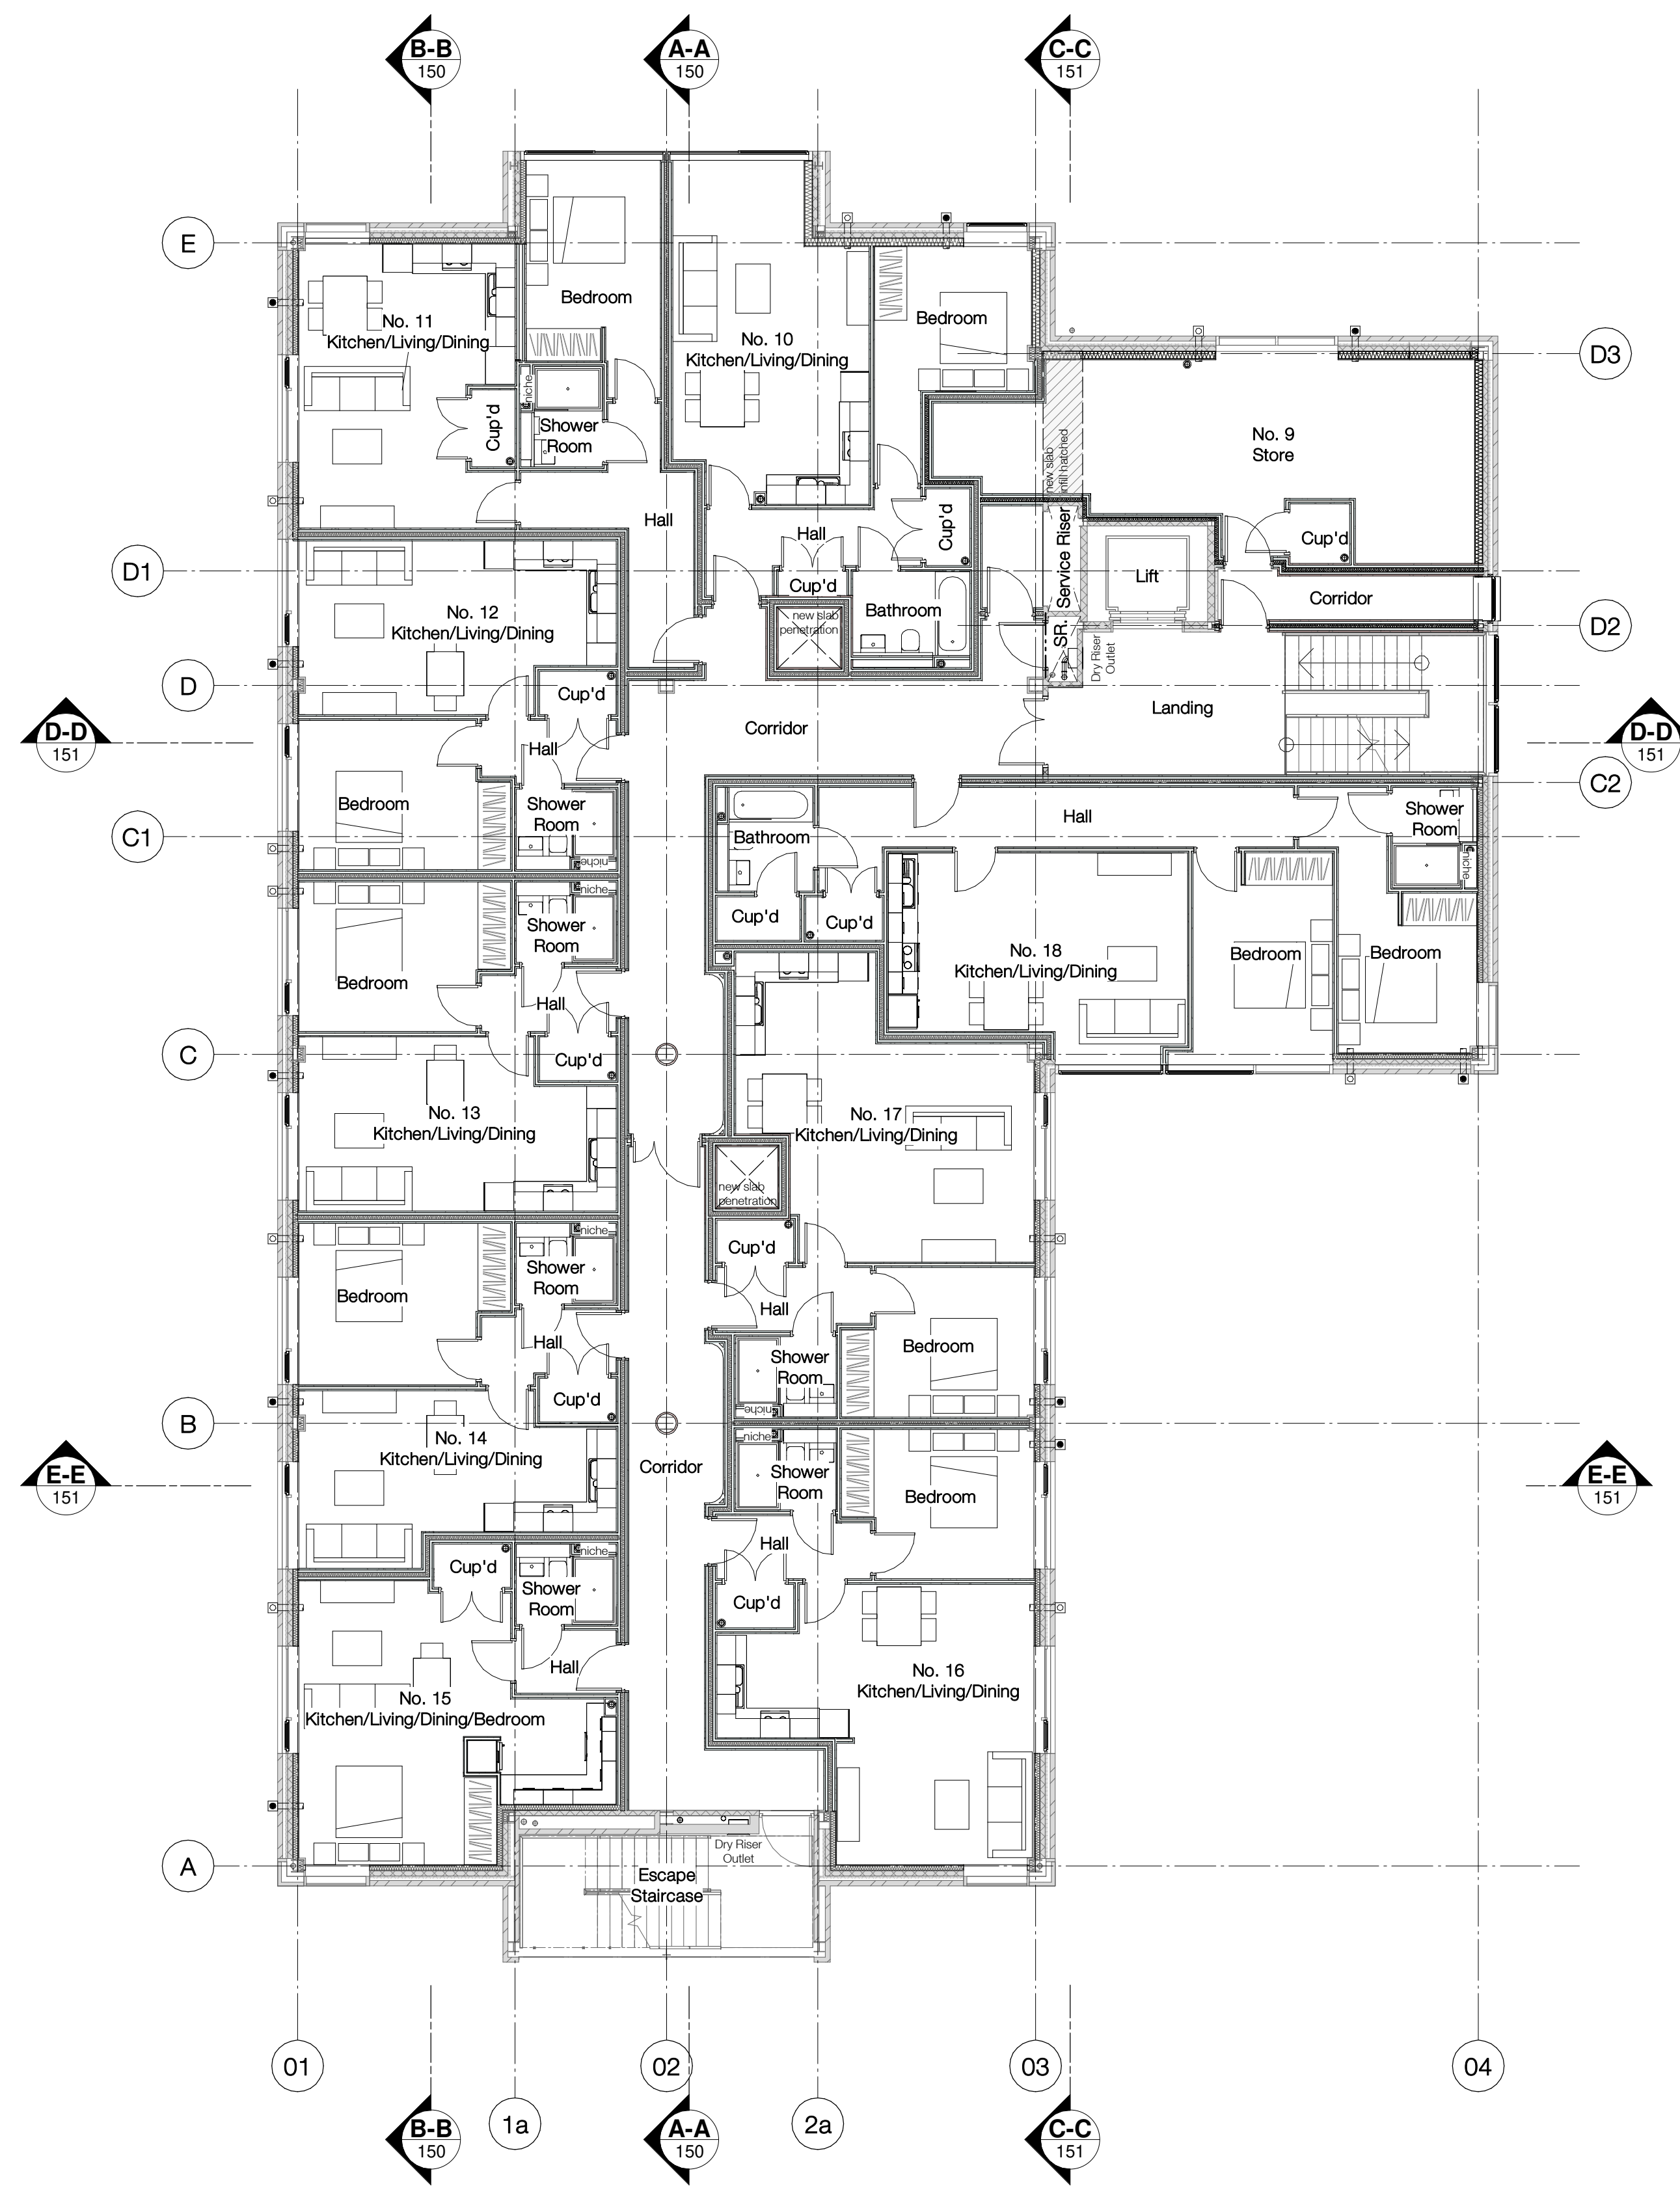 B-B
150
A-A
150
C-C
151
E
D3
Bedroom
No. 11
Kitchen/Living/Dining
No. 10
Kitchen/Living/Dining
Bedroom
niche
Cup'd
Shower
Room
No. 9
Store
new slab
infill hatched
Hall
Hall
Cup'd
Service Riser
Cup'd
D1
Lift
Cup'd
Corridor
No. 12
Kitchen/Living/Dining
new slab
penetration
Bathroom
SR.
Dry Riser
Outlet
D2
D
Cup'd
Landing
D-D
151
Corridor
D-D
151
Hall
C2
Bedroom
Shower
Room
Hall
Shower
Room
C1
Bathroom
niche
niche
niche
Cup'd
Cup'd
Shower
Room
No. 18
Kitchen/Living/Dining
Bedroom
Bedroom
Bedroom
Hall
C
Cup'd
No. 13
Kitchen/Living/Dining
No. 17
Kitchen/Living/Dining
new slab
penetration
niche
Cup'd
Shower
Room
Bedroom
Hall
Hall
Bedroom
Shower
Room
Cup'd
niche
B
niche
No. 14
Kitchen/Living/Dining
Corridor
Shower
Room
Bedroom
E-E
151
E-E
151
Hall
niche
Cup'd
Shower
Room
Cup'd
Hall
No. 15
Kitchen/Living/Dining/Bedroom
No. 16
Kitchen/Living/Dining
Dry Riser
Outlet
A
Escape
Staircase
01
02
03
04
1a
2a
B-B
150
A-A
150
C-C
151